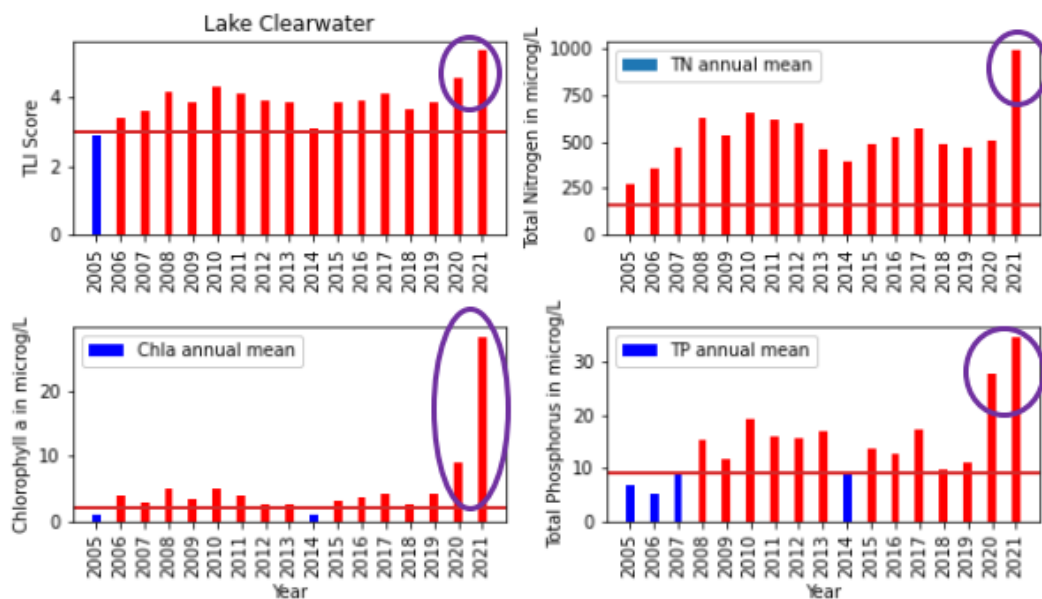 Lake Clearwater
TLI Score
4
2
0
2005 2006 2007 2008 2009 2010 2011 2012 2013 2014 2015 2016 2017 2018 2019 2020 2021
Total Nitrogen in microg/L
TN annual mean
1000
750
500
250
0
2005 2006 2007 2008 2009 2010 2011 2012 2013 2014 2015 2016 2017 2018 2019 2020 2021
Chlorophyll a in microg/L
Chla annual mean
20
10
0
2005 2006 2007 2008 2009 2010 2011 2012 2013 2014 2015 2016 2017 2018 2019 2020 2021
Year
Total Phosphorus in microg/L
TP annual mean
30
20
10
0
2005 2006 2007 2008 2009 2010 2011 2012 2013 2014 2015 2016 2017 2018 2019 2020 2021
Year